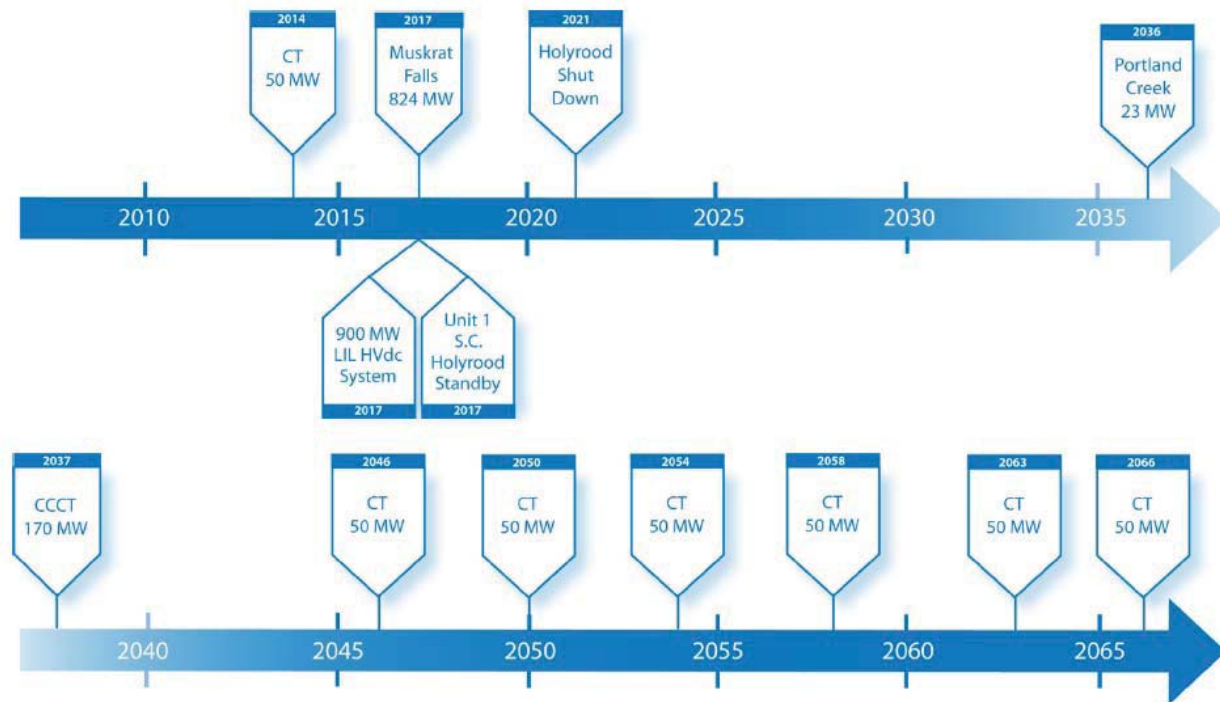 2014
CT
50 MW
2017
Muskrat
Falls
824 MW
2021
Holyrood
Shut
Down
2036
Portland
Creek
23 MW
2010
2015
2020
2025
2030
2035
900 MW
LIL HVdc
System
2017
Unit 1
S.C.
Holyrood
Standby
2017
2037
CCCT
170 MW
2046
CT
50 MW
2050
CT
50 MW
2054
CT
50 MW
2058
CT
50 MW
2063
CT
50 MW
2066
CT
50 MW
2040
2045
2050
2055
2060
2065